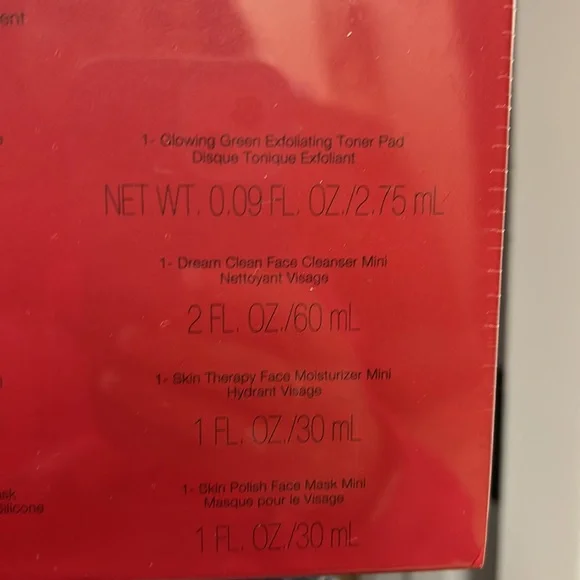 ent
1- Glowing Green Exfoliating Toner Pad
Disque Tonique Exfoliant
NET WT. 0.09 FL. OZ./2.75 mL
1- Dream Clean Face Cleanser Mini
Nettoyant Visage
2 FL. OZ./60 mL
1- Skin Therapy Face Moisturizer Mini
Hydrant Visage
1 FL. OZ./30 mL
1- Skin Polish Face Mask Mini
Masque pour le Visage
1 FL. OZ./30 mL
ask
silicone